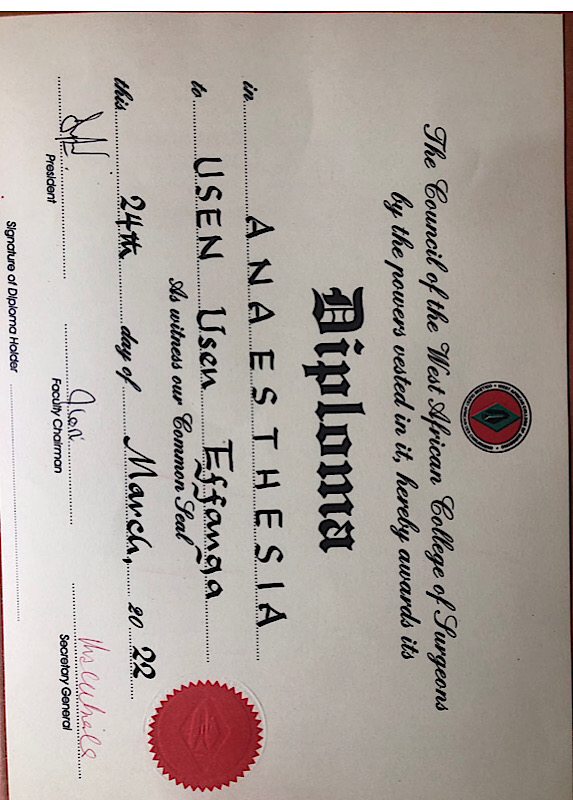 The Council of the West African College of Surgeons
by the powers vested in it, hereby awards its
Diploma
in ANAESTHESIA
to USEN Usen Effanga
As witness our Common Seal
this 24th day of March, 20 22
President
Faculty Chairman
Secretary General
Signature of Diploma Holder